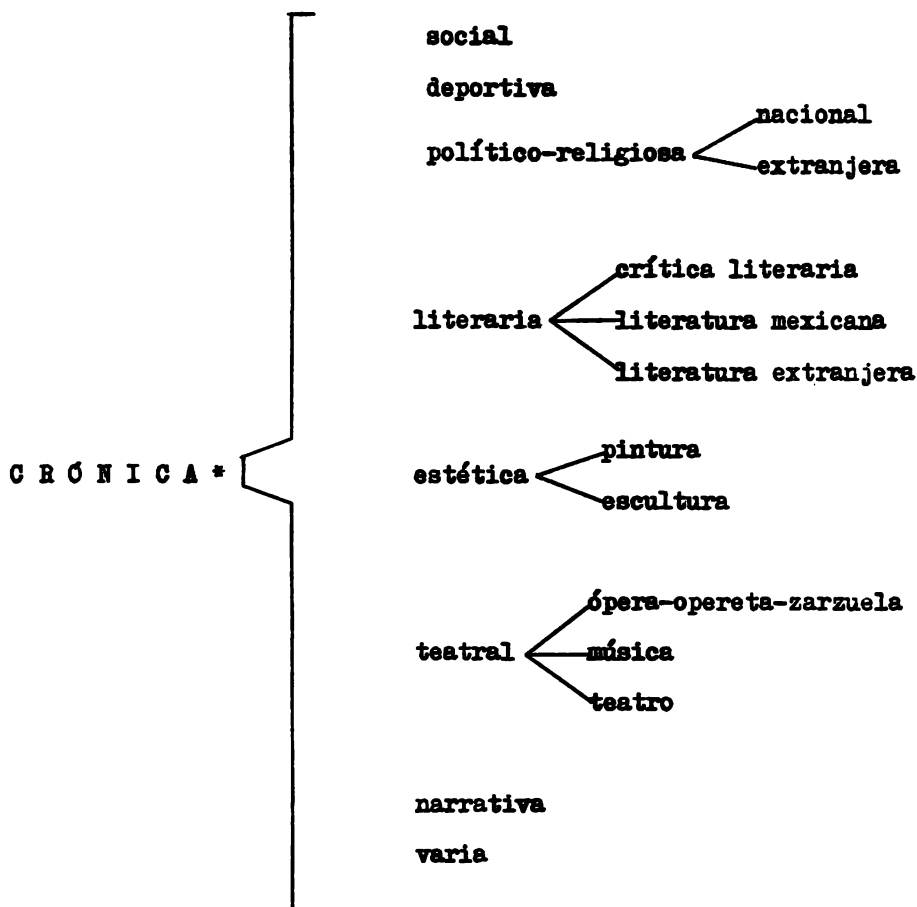 social
deportiva
nacional
político-religiosa
extranjera
crítica literaria
literaria
literatura mexicana
literatura extranjera
C R Ó N I C A *
pintura
estética
escultura
ópera-opereta-zarzuela
teatral
música
teatro
narrativa
varia